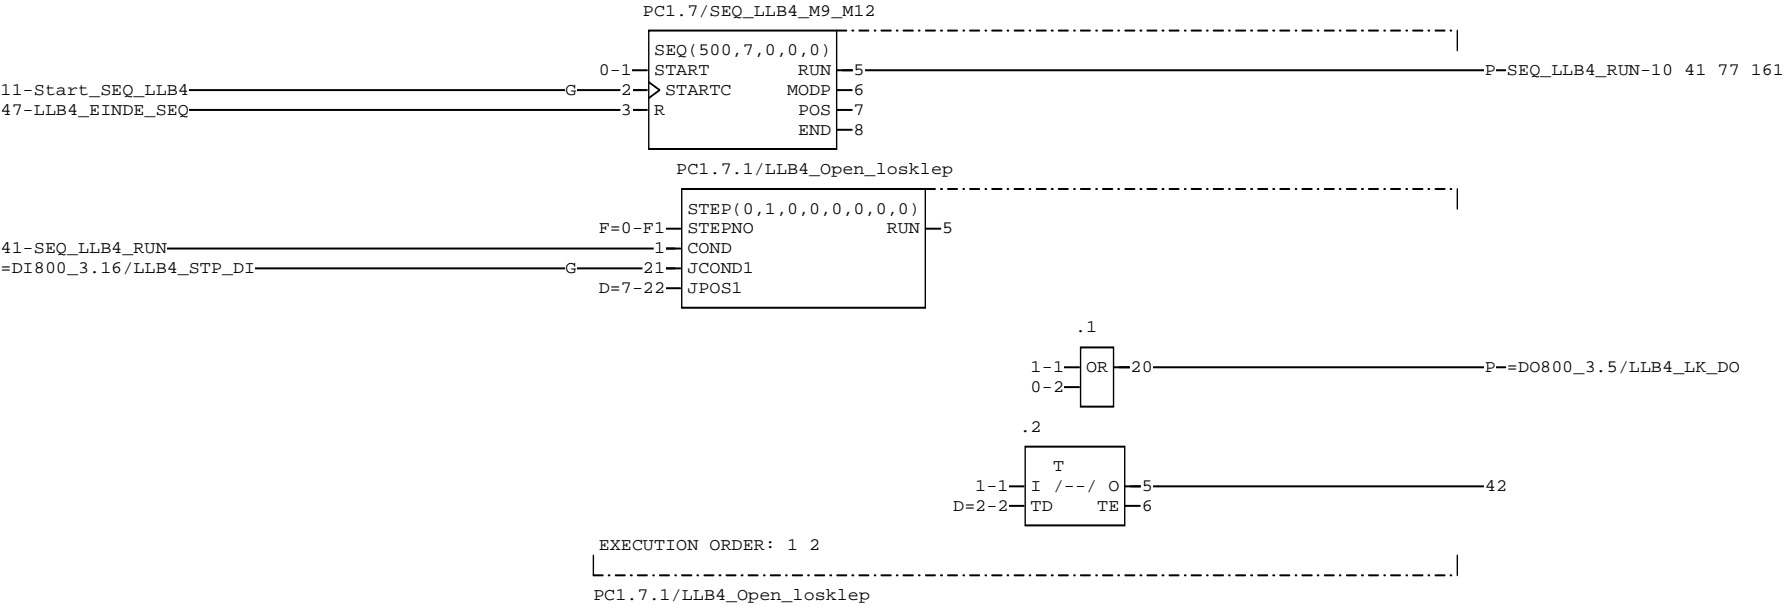 PC1.7/SEQ_LLB4_M9_M12
SEQ(500,7,0,0,0)
0-1 START RUN 5 P-SEQ_LLB4_RUN-10 41 77 161
11-Start_SEQ_LLB4 G 2 STARTC MODP 6
47-LLB4_EINDE_SEQ 3 R POS 7
END 8
PC1.7.1/LLB4_Open_losklep
STEP(0,1,0,0,0,0,0,0)
F=0-F1 STEPNO RUN 5
41-SEQ_LLB4_RUN 1 COND
=DI800_3.16/LLB4_STP_DI G 21 JCOND1
D=7-22 JPOS1
.1
1-1 OR 20 P-=DO800_3.5/LLB4_LK_DO
0-2
.2
T
1-1 I /--/ O 5 42
D=2-2 TD TE 6
EXECUTION ORDER: 1 2
PC1.7.1/LLB4_Open_losklep